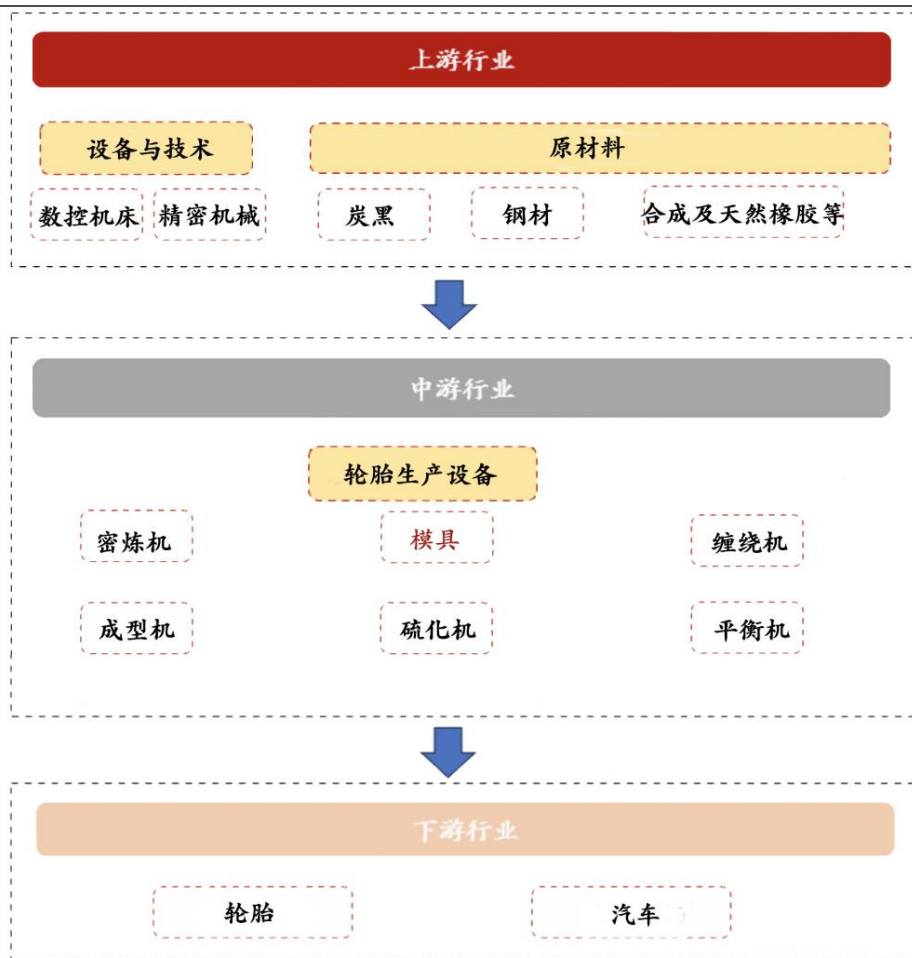 上游行业
设备与技术 原材料
数控机床 精密机械 炭黑 钢材 合成及天然橡胶等
中游行业
轮胎生产设备
密炼机 模具 缠绕机
成型机 硫化机 平衡机
下游行业
轮胎 汽车